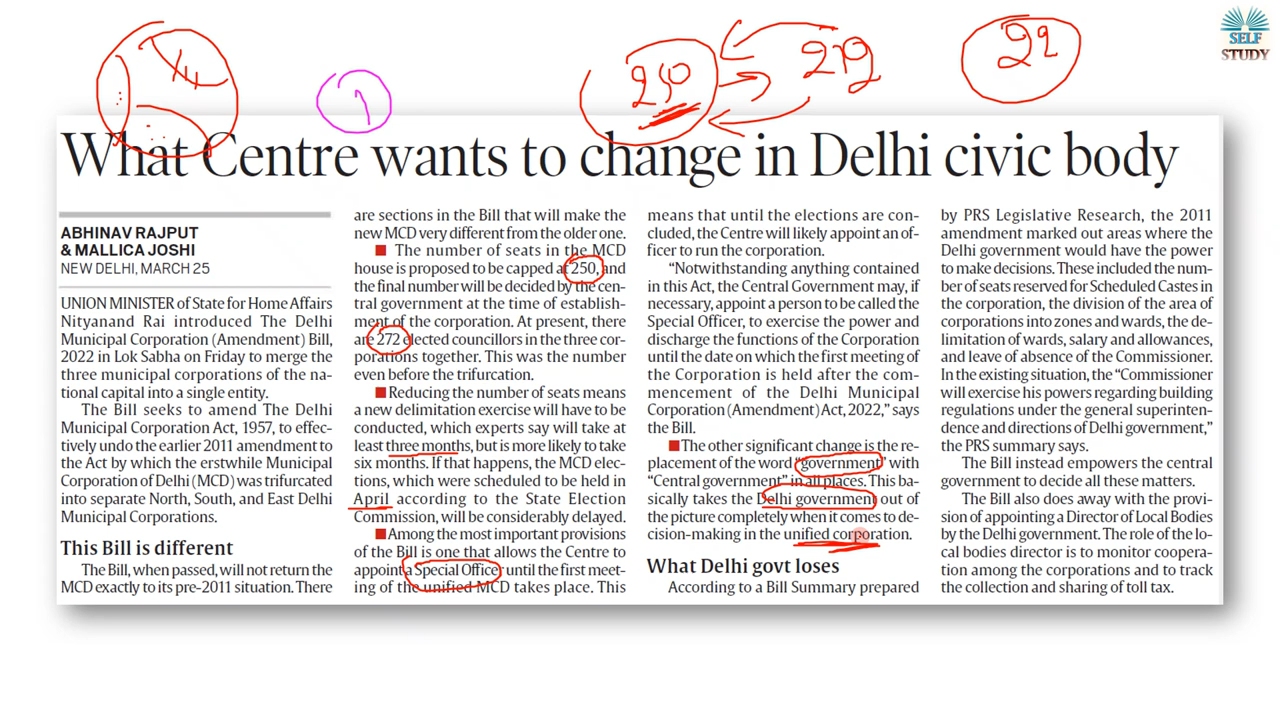 250
272
22
SELF
STUDY
What Centre wants to change in Delhi civic body
ABHINAV RAJPUT
& MALLICA JOSHI
NEW DELHI, MARCH 25
UNION MINISTER of State for Home Affairs
Nityanand Rai introduced The Delhi
Municipal Corporation (Amendment) Bill,
2022 in Lok Sabha on Friday to merge the
three municipal corporations of the na-
tional capital into a single entity.
The Bill seeks to amend The Delhi
Municipal Corporation Act, 1957, to effec-
tively undo the earlier 2011 amendment to
the Act by which the erstwhile Municipal
Corporation of Delhi (MCD) was trifurcated
into separate North, South, and East Delhi
Municipal Corporations.
This Bill is different
The Bill, when passed, will not return the
MCD exactly to its pre-2011 situation. There
are sections in the Bill that will make the
new MCD very different from the older one.
■ The number of seats in the MCD
house is proposed to be capped at 250, and
the final number will be decided by the cen-
tral government at the time of establish-
ment of the corporation. At present, there
are 272 elected councillors in the three cor-
porations together. This was the number
even before the trifurcation.
■ Reducing the number of seats means
a new delimitation exercise will have to be
conducted, which experts say will take at
least three months, but is more likely to take
six months. If that happens, the MCD elec-
tions, which were scheduled to be held in
April according to the State Election
Commission, will be considerably delayed.
■ Among the most important provisions
of the Bill is one that allows the Centre to
appoint a Special Officer until the first meet-
ing of the unified MCD takes place. This
means that until the elections are con-
cluded, the Centre will likely appoint an of-
ficer to run the corporation.
“Notwithstanding anything contained
in this Act, the Central Government may, if
necessary, appoint a person to be called the
Special Officer, to exercise the power and
discharge the functions of the Corporation
until the date on which the first meeting of
the Corporation is held after the com-
mencement of the Delhi Municipal
Corporation (Amendment) Act, 2022,” says
the Bill.
■ The other significant change is the re-
placement of the word “government” with
“Central government” in all places. This ba-
sically takes the Delhi government out of
the picture completely when it comes to de-
cision-making in the unified corporation.
What Delhi govt loses
According to a Bill Summary prepared
by PRS Legislative Research, the 2011
amendment marked out areas where the
Delhi government would have the power
to make decisions. These included the num-
ber of seats reserved for Scheduled Castes in
the corporation, the division of the area of
corporations into zones and wards, the de-
limitation of wards, salary and allowances,
and leave of absence of the Commissioner.
In the existing situation, the “Commissioner
will exercise his powers regarding building
regulations under the general superinten-
dence and directions of Delhi government,”
the PRS summary says.
The Bill instead empowers the central
government to decide all these matters.
The Bill also does away with the provi-
sion of appointing a Director of Local Bodies
by the Delhi government. The role of the lo-
cal bodies director is to monitor coopera-
tion among the corporations and to track
the collection and sharing of toll tax.